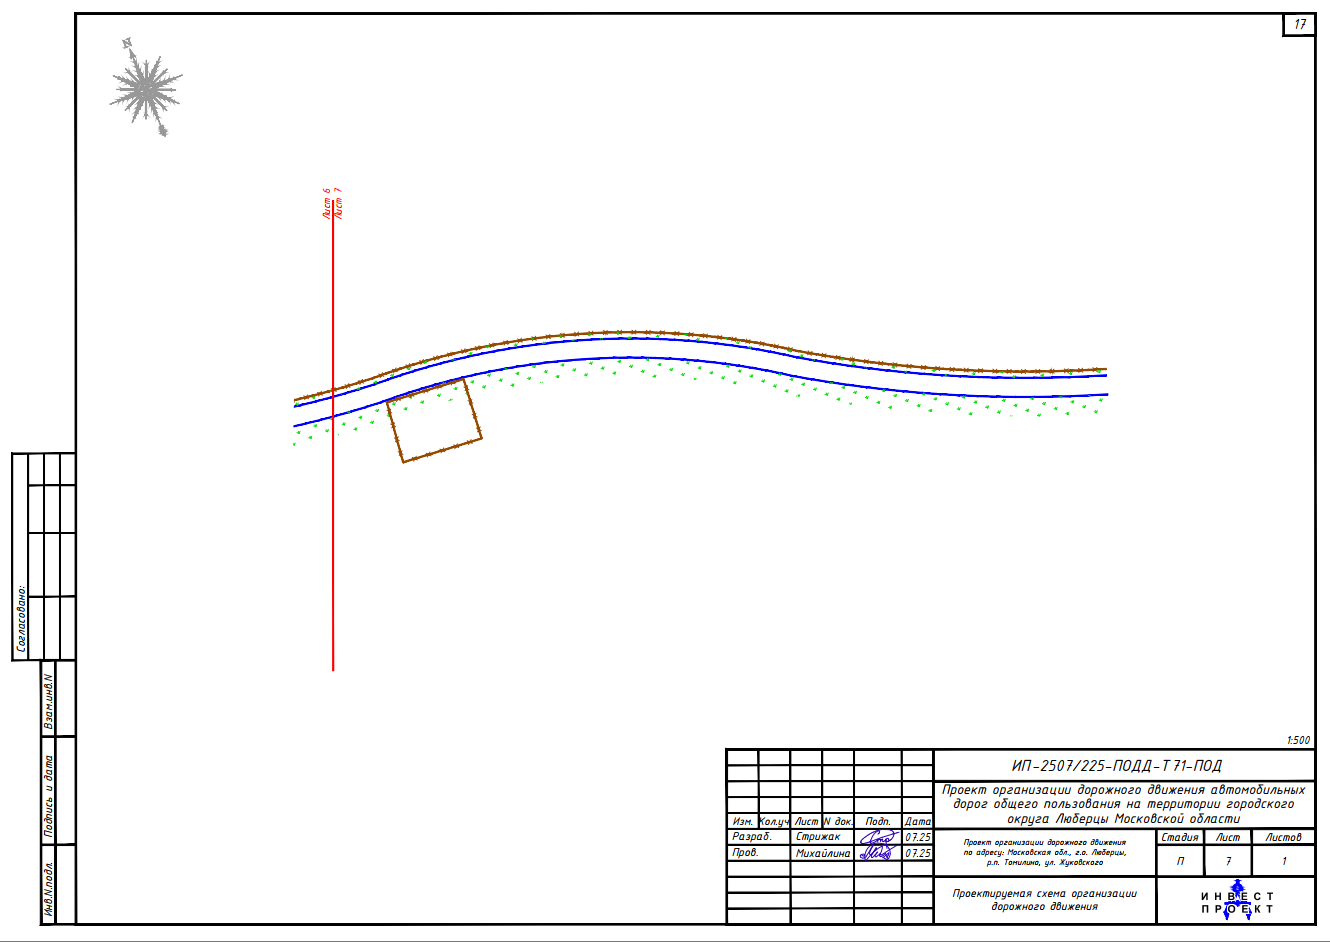 17
N
Лист 6
Лист 7
Согласовано:
Взам.инв.N
Подпись и дата
Инв.N.подл.
1:500
ИП-2507/225-ПОДД-Т71-ПОД
Проект организации дорожного движения автомобильных
дорог общего пользования на территории городского
округа Люберцы Московской области
Изм. Кол.уч Лист N док. Подп. Дата
Разраб. Стрижак 07.25
Пров. Михайлина 07.25
Проект организации дорожного движения
по адресу: Московская обл., г.о. Люберцы,
р.п. Томилино, ул. Жуковского
Стадия Лист Листов
П 7 1
Проектируемая схема организации
дорожного движения
ИНВЕСТ
ПРОЕКТ